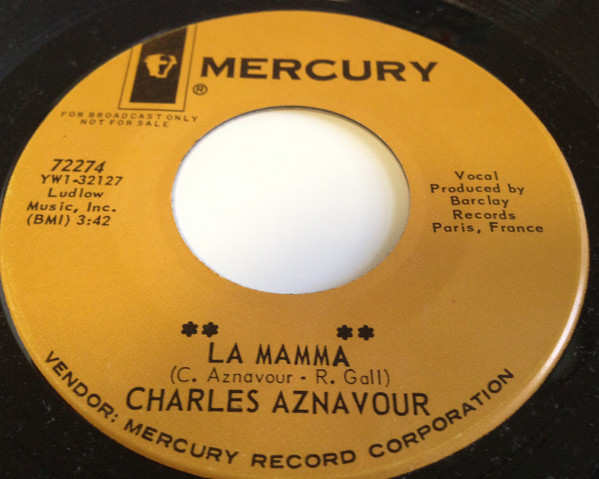 MERCURY
®
FOR BROADCAST ONLY
NOT FOR SALE
72274
YW1-32127
Ludlow
Music, Inc.
(BMI) 3:42
Vocal
Produced by
Barclay
Records
Paris, France
** **
LA MAMMA
(C. Aznavour - R. Gall)
CHARLES AZNAVOUR
VENDOR: MERCURY RECORD CORPORATION